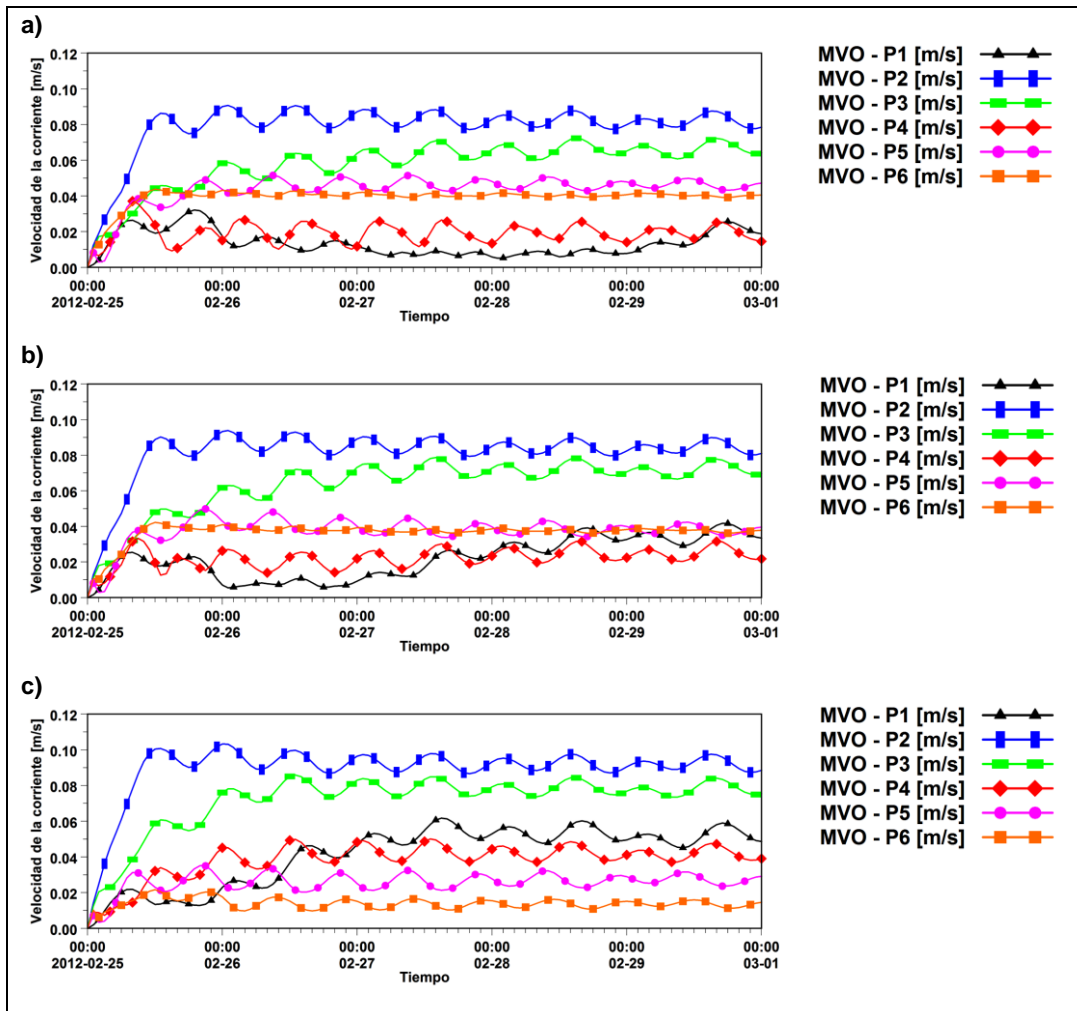 a)
Velocidad de la corriente [m/s]
0.12
0.10
0.08
0.06
0.04
0.02
0.00
00:00 00:00 00:00 00:00 00:00 00:00
2012-02-25 02-26 02-27 02-28 02-29 03-01
Tiempo
MVO - P1 [m/s]
MVO - P2 [m/s]
MVO - P3 [m/s]
MVO - P4 [m/s]
MVO - P5 [m/s]
MVO - P6 [m/s]
b)
Velocidad de la corriente [m/s]
0.12
0.10
0.08
0.06
0.04
0.02
0.00
00:00 00:00 00:00 00:00 00:00 00:00
2012-02-25 02-26 02-27 02-28 02-29 03-01
Tiempo
MVO - P1 [m/s]
MVO - P2 [m/s]
MVO - P3 [m/s]
MVO - P4 [m/s]
MVO - P5 [m/s]
MVO - P6 [m/s]
c)
Velocidad de la corriente [m/s]
0.12
0.10
0.08
0.06
0.04
0.02
0.00
00:00 00:00 00:00 00:00 00:00 00:00
2012-02-25 02-26 02-27 02-28 02-29 03-01
Tiempo
MVO - P1 [m/s]
MVO - P2 [m/s]
MVO - P3 [m/s]
MVO - P4 [m/s]
MVO - P5 [m/s]
MVO - P6 [m/s]